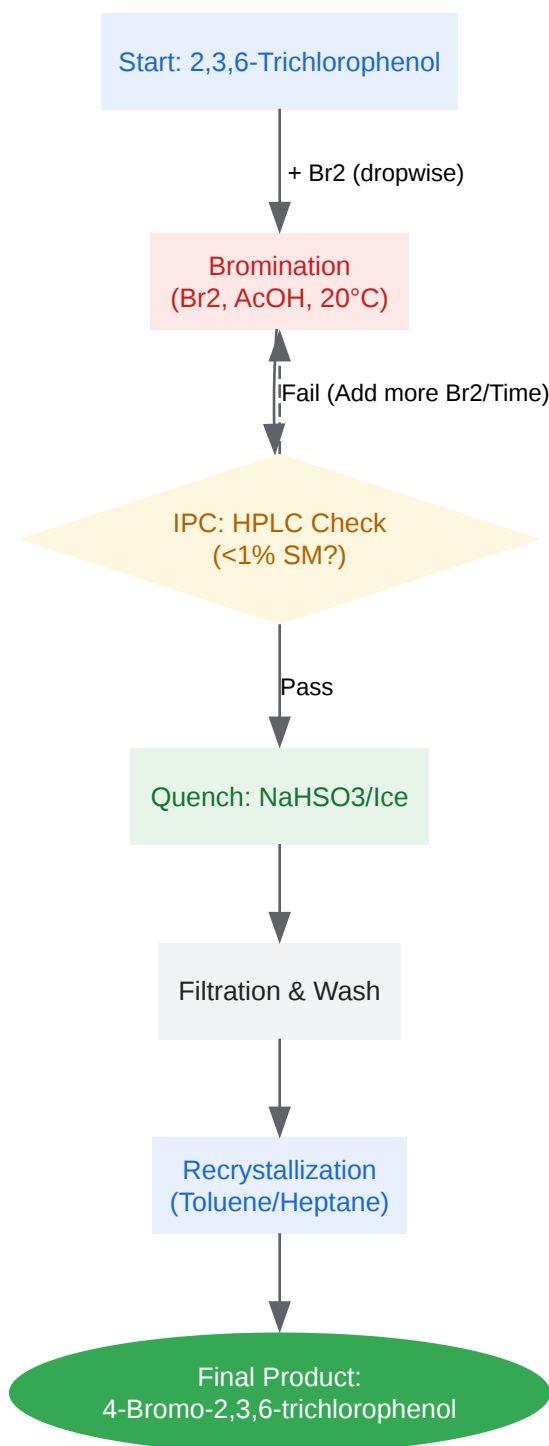 Start: 2,3,6-Trichlorophenol
+ Br2 (dropwise)
Bromination
(Br2, AcOH, 20°C)
Fail (Add more Br2/Time)
IPC: HPLC Check
(<1% SM?)
Pass
Quench: NaHSO3/Ice
Filtration & Wash
Recrystallization
(Toluene/Heptane)
Final Product:
4-Bromo-2,3,6-trichlorophenol